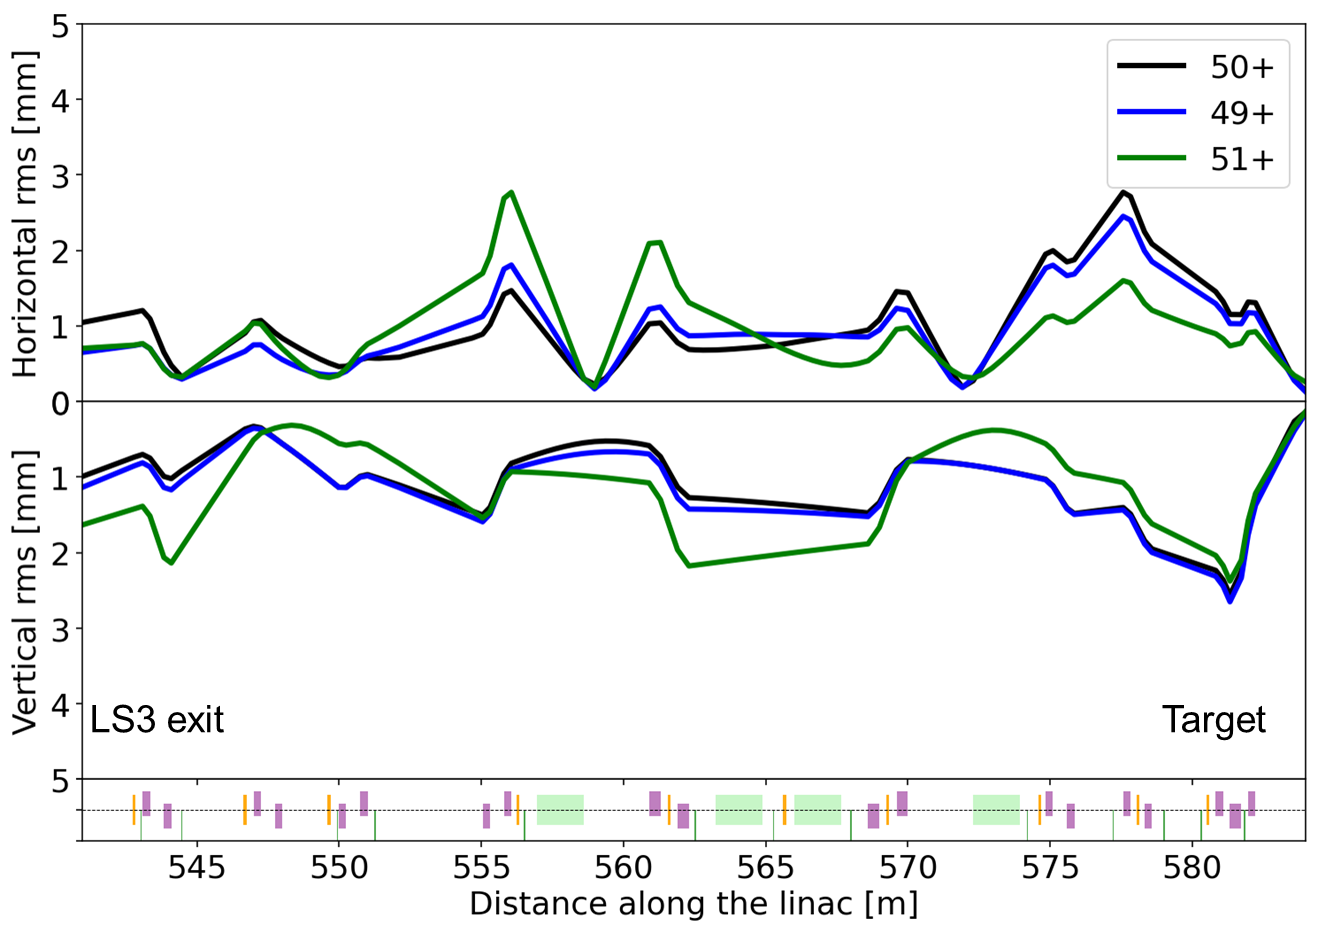 Horizontal rms [mm]
5
4
3
2
1
0
50+
49+
51+
Vertical rms [mm]
1
2
3
4
5
LS3 exit
Target
545 550 555 560 565 570 575 580
Distance along the linac [m]